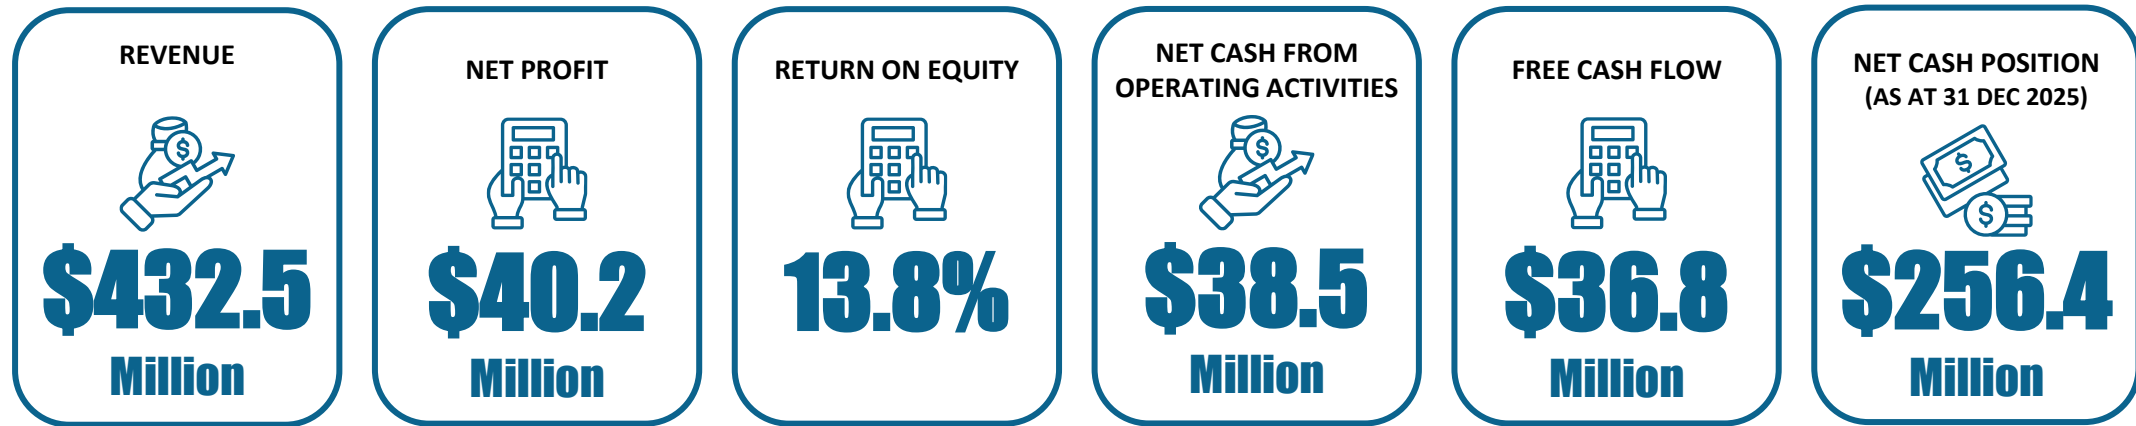 REVENUE
$432.5
Million
NET PROFIT
$40.2
Million
RETURN ON EQUITY
13.8%
NET CASH FROM
OPERATING ACTIVITIES
$38.5
Million
FREE CASH FLOW
$36.8
Million
NET CASH POSITION
(AS AT 31 DEC 2025)
$256.4
Million